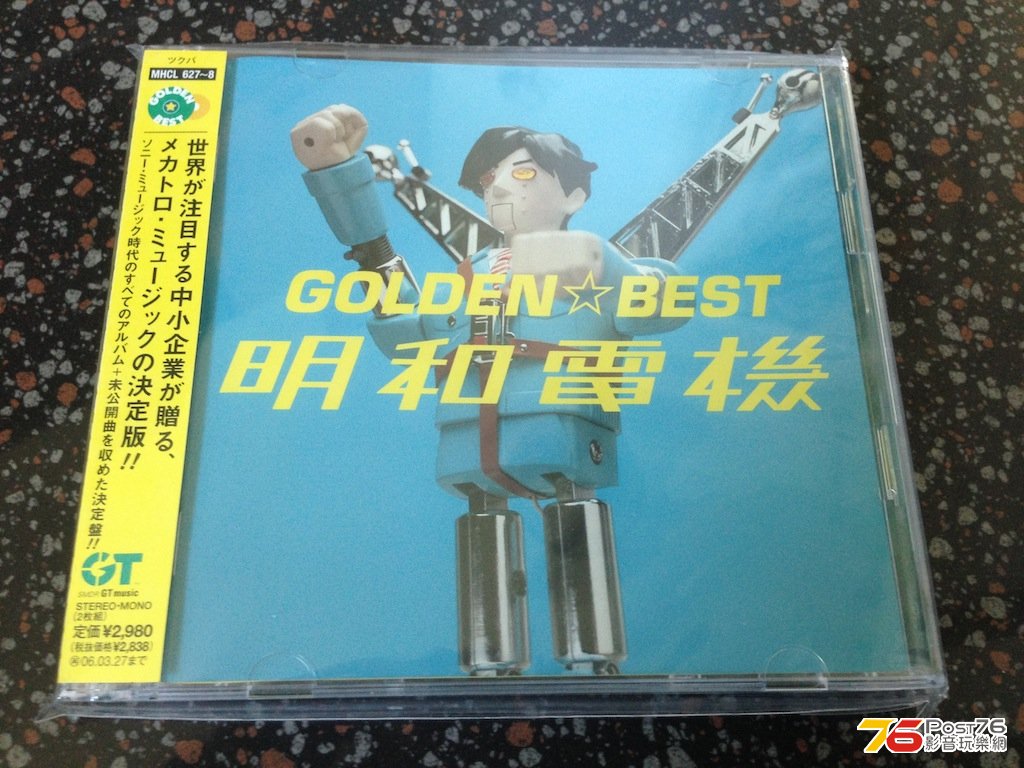 ツクバ
MHCL 627〜8
GOLDEN BEST
世界が注目する中小企業が贈る、
メカトロ・ミュージックの決定版!!
ソニー・ミュージック時代のすべてのアルバム+未公開曲を収めた決定盤!!
GT
SMDR GT music
STEREO・MONO
(2枚組)
定価¥2,980
(税抜価格¥2,838)
㋮06.03.27まで
GOLDEN☆BEST
明和電機
76 Post76
影音玩樂網